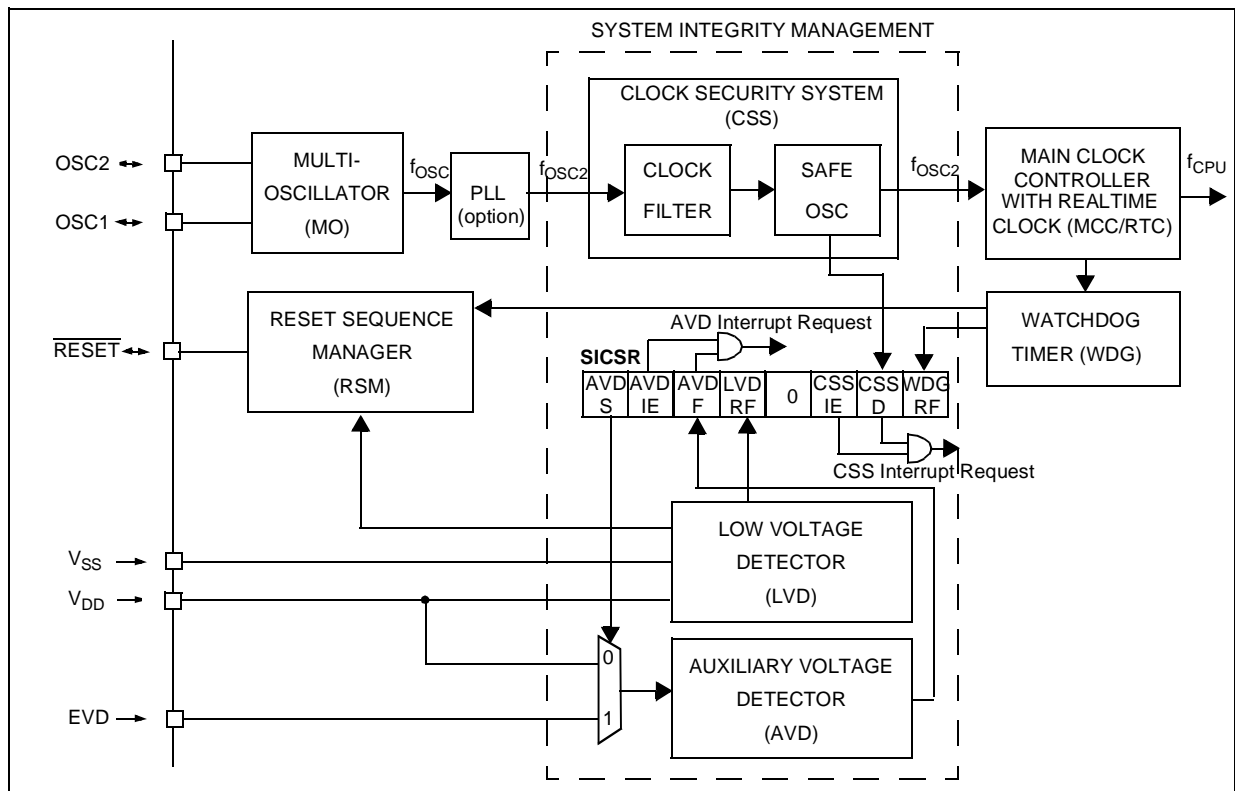 SYSTEM INTEGRITY MANAGEMENT
CLOCK SECURITY SYSTEM
(CSS)
OSC2
OSC1
MULTI-
OSCILLATOR
(MO)
fOSC
PLL
(option)
fOSC2
CLOCK
FILTER
SAFE
OSC
fOSC2
MAIN CLOCK
CONTROLLER
WITH REALTIME
CLOCK (MCC/RTC)
fCPU
RESET
RESET SEQUENCE
MANAGER
(RSM)
AVD Interrupt Request
WATCHDOG
TIMER (WDG)
SICSR
AVD AVD AVD LVD 0 CSS CSS WDG
S IE F RF IE D RF
CSS Interrupt Request
VSS
VDD
LOW VOLTAGE
DETECTOR
(LVD)
0
1
EVD
AUXILIARY VOLTAGE
DETECTOR
(AVD)